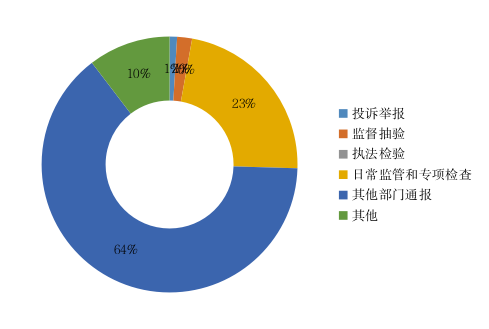 10%
1%
23%
64%
投诉举报
监督抽验
执法检验
日常监管和专项检查
其他部门通报
其他